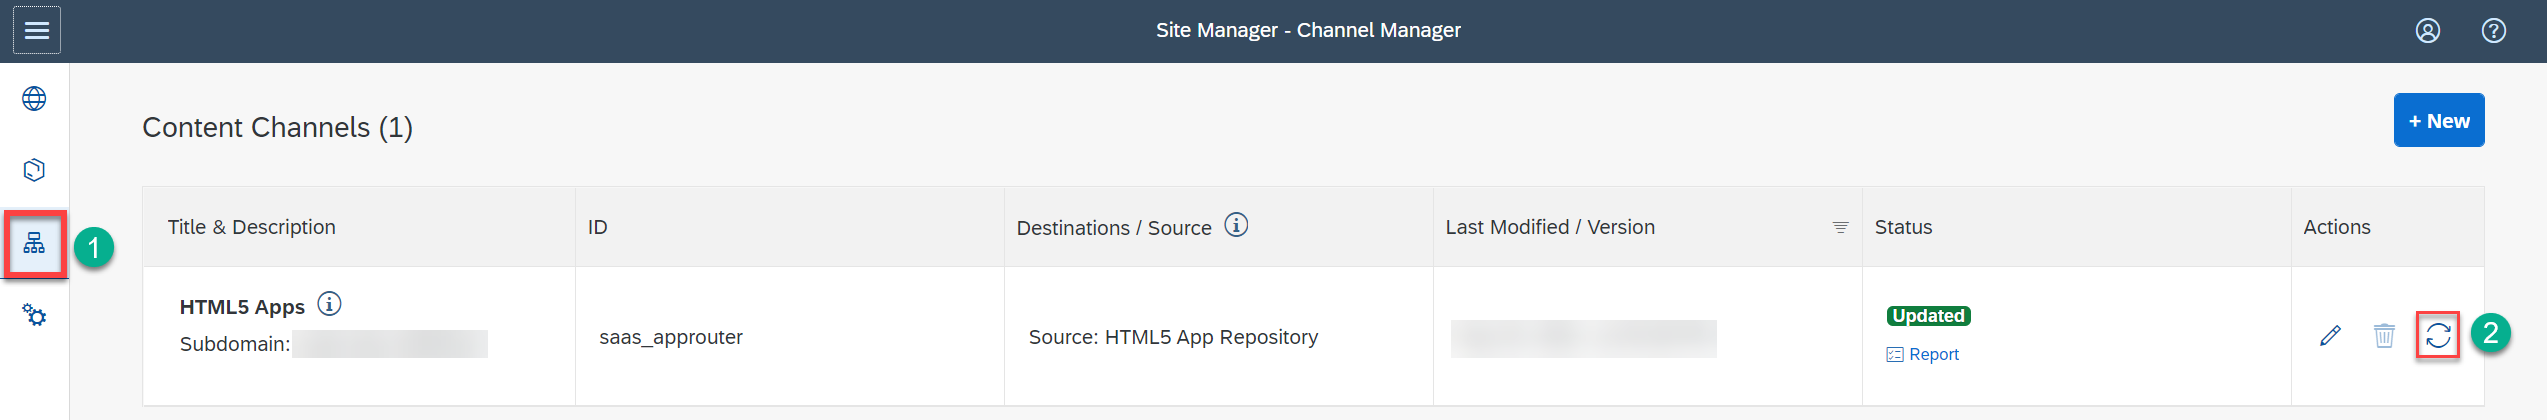 Site Manager - Channel Manager
Content Channels (1)
+ New
Title & Description
ID
Destinations / Source
Last Modified / Version
Status
Actions
1
HTML5 Apps
Subdomain:
saas_approuter
Source: HTML5 App Repository
Updated
Report
2